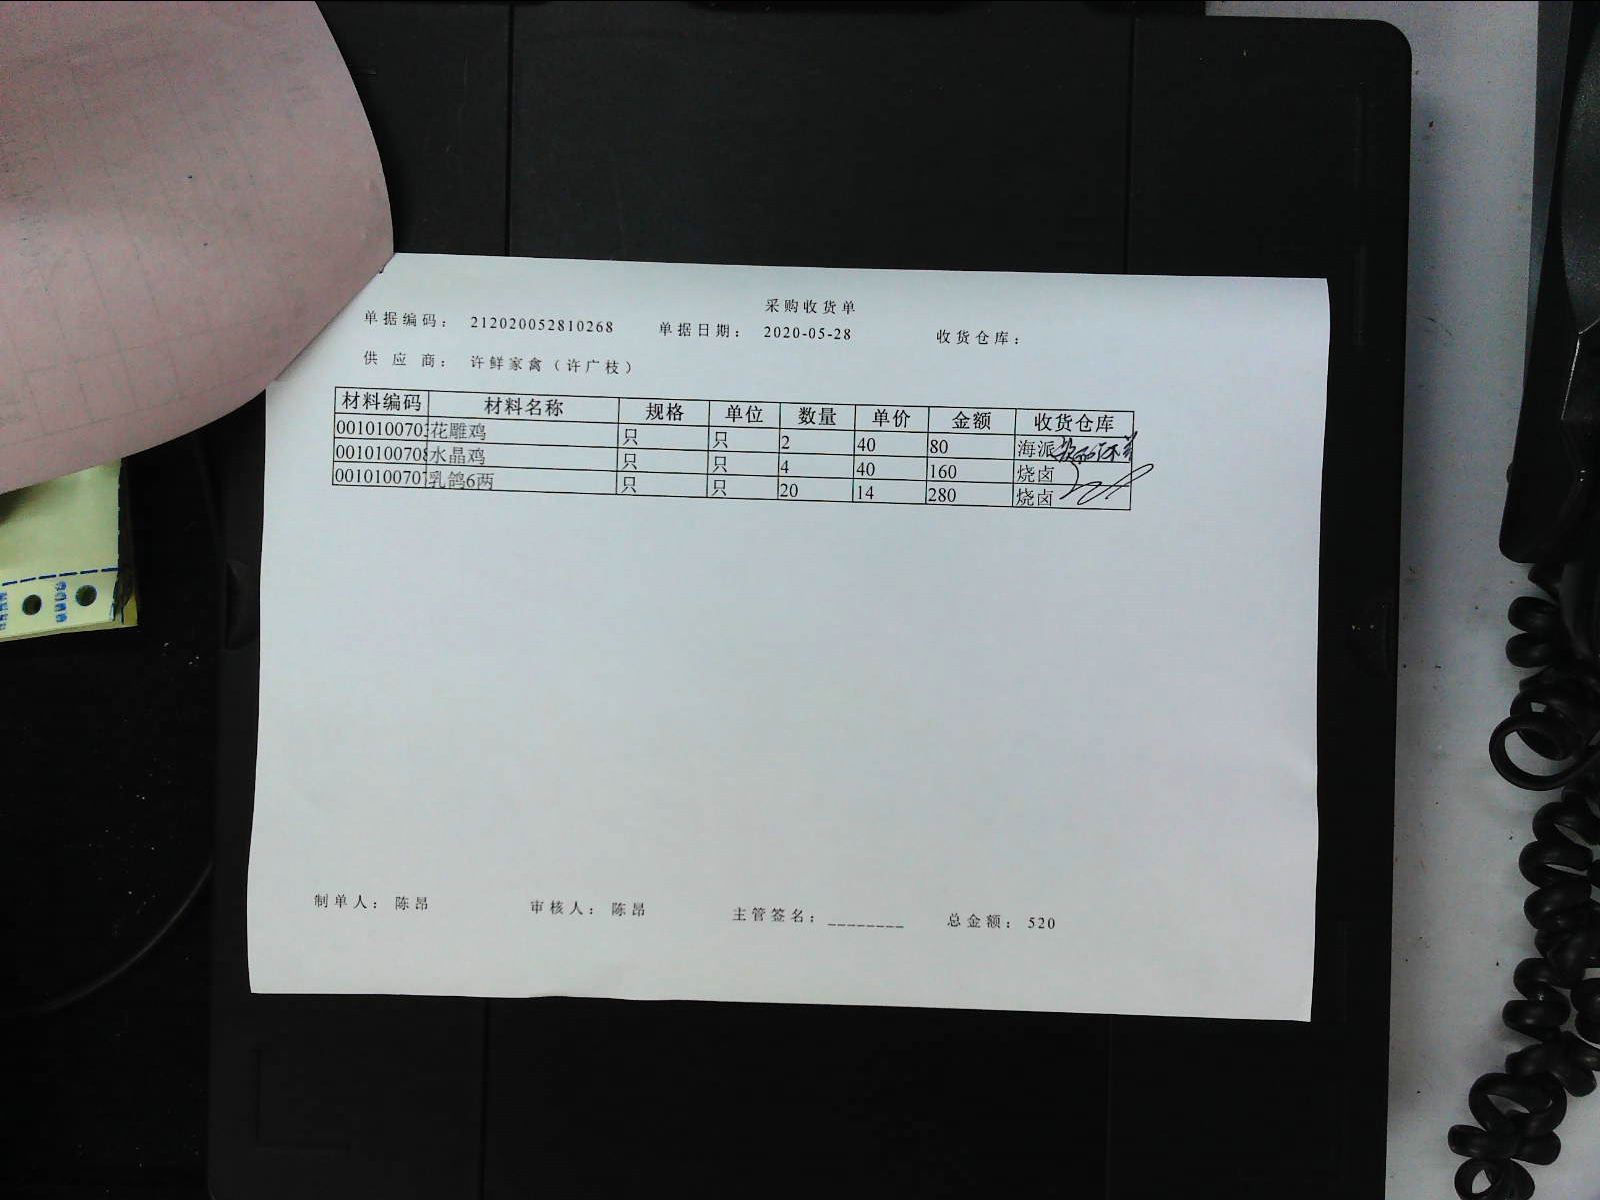 采购收货单
单据编码： 212020052810268 单据日期： 2020-05-28 收货仓库：
供 应 商： 许鲜家禽（许广枝）
材料编码 材料名称 规格 单位 数量 单价 金额 收货仓库
0010100703 花雕鸡 只 只 2 40 80 海派
0010100708 水晶鸡 只 只 4 40 160 烧卤
0010100707 乳鸽6两 只 只 20 14 280 烧卤
制单人： 陈昂 审核人： 陈昂 主管签名：________ 总金额： 520